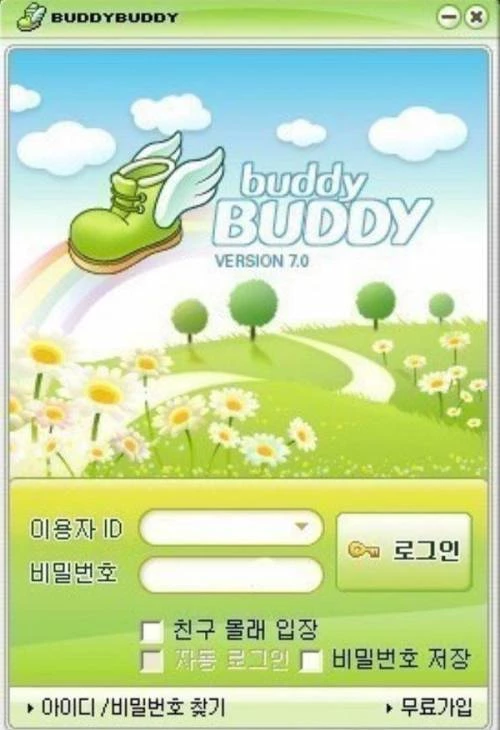 BUDDYBUDDY
buddy
BUDDY
VERSION 7.0
이용자 ID
로그인
비밀번호
친구 몰래 입장
자동 로그인 비밀번호 저장
아이디 /비밀번호 찾기 무료가입